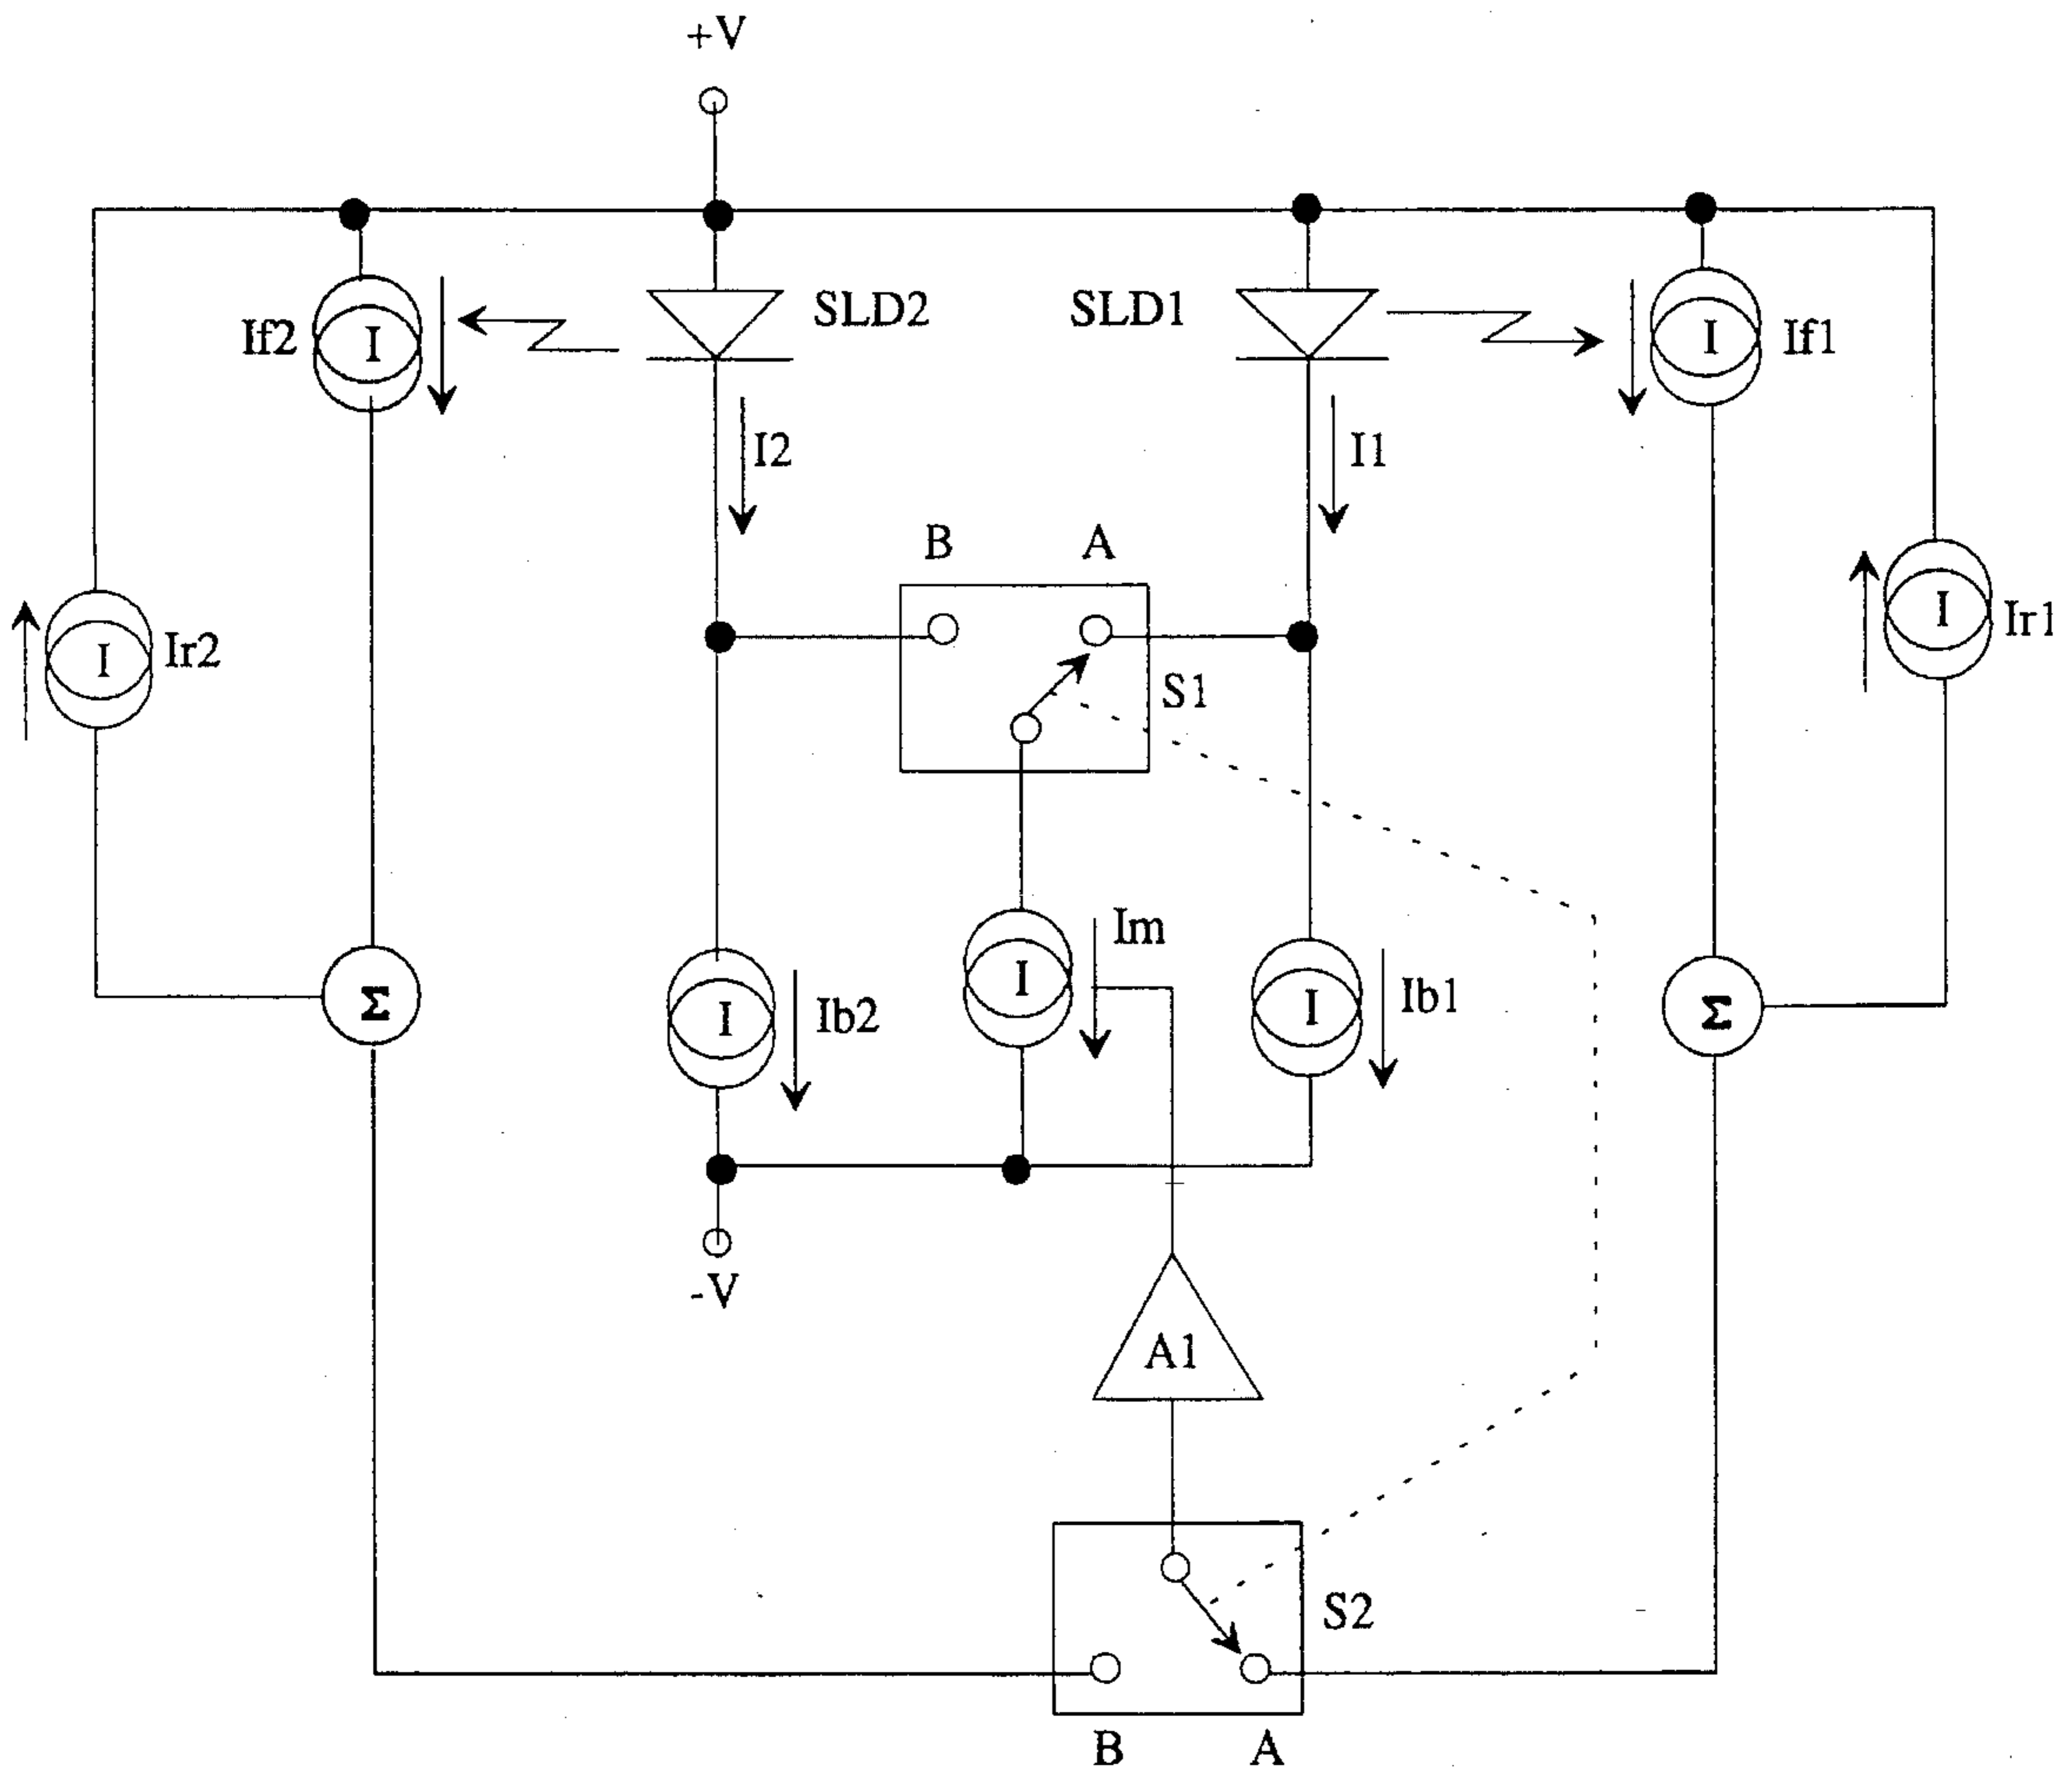 +V
If2
I
SLD2
SLD1
I
If1
I2
I1
B
A
I
Ir2
S1
I
Ir1
Im
I
Σ
I
Ib2
I
Ib1
Σ
-V
A1
S2
B
A